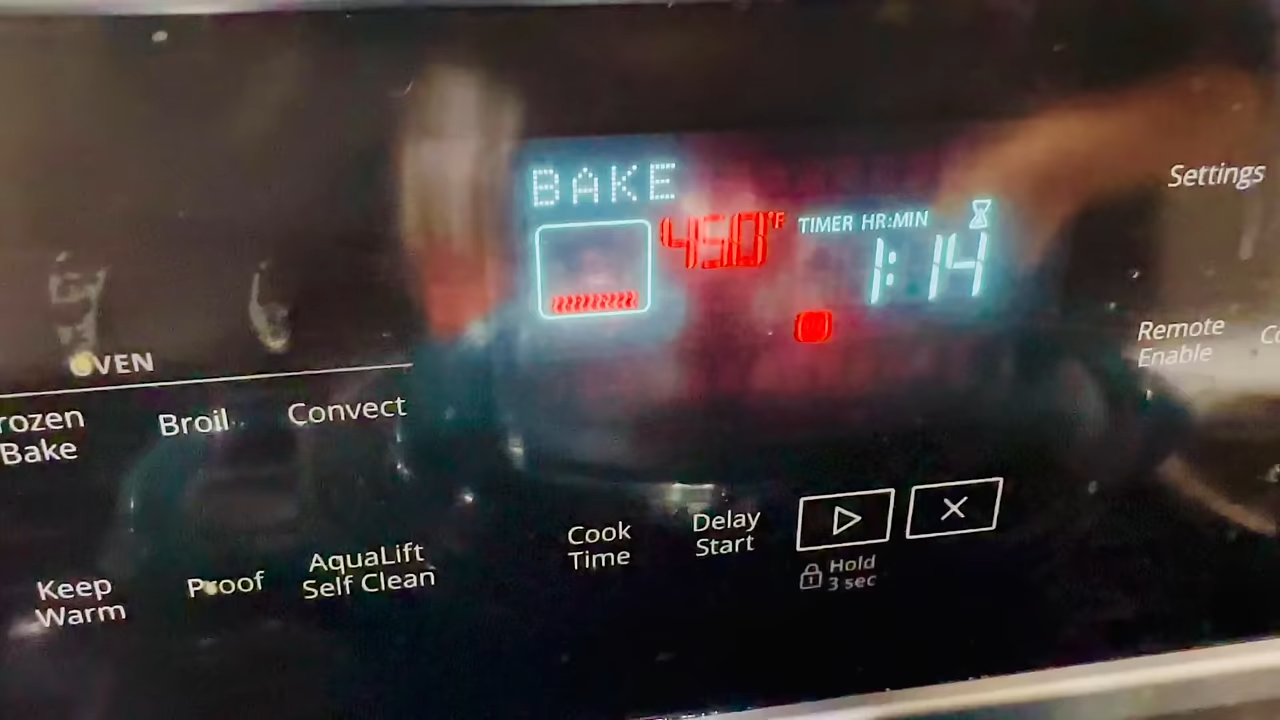 BAKE
450°F
TIMER HR:MIN
1:14
Settings
Remote
Enable
OVEN
rozen
Bake
Broil
Convect
Keep
Warm
Proof
AquaLift
Self Clean
Cook
Time
Delay
Start
Hold
3 sec